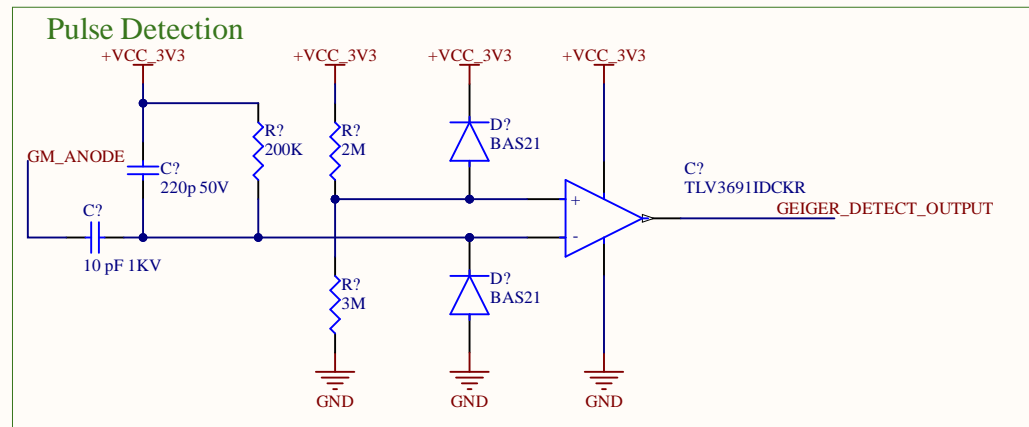 Pulse Detection
+VCC_3V3
+VCC_3V3
+VCC_3V3
+VCC_3V3
GM_ANODE
C?
220p 50V
R?
200K
R?
2M
D?
BAS21
C?
TLV3691IDCKR
GEIGER_DETECT_OUTPUT
+
-
C?
10 pF 1KV
R?
3M
D?
BAS21
GND
GND
GND